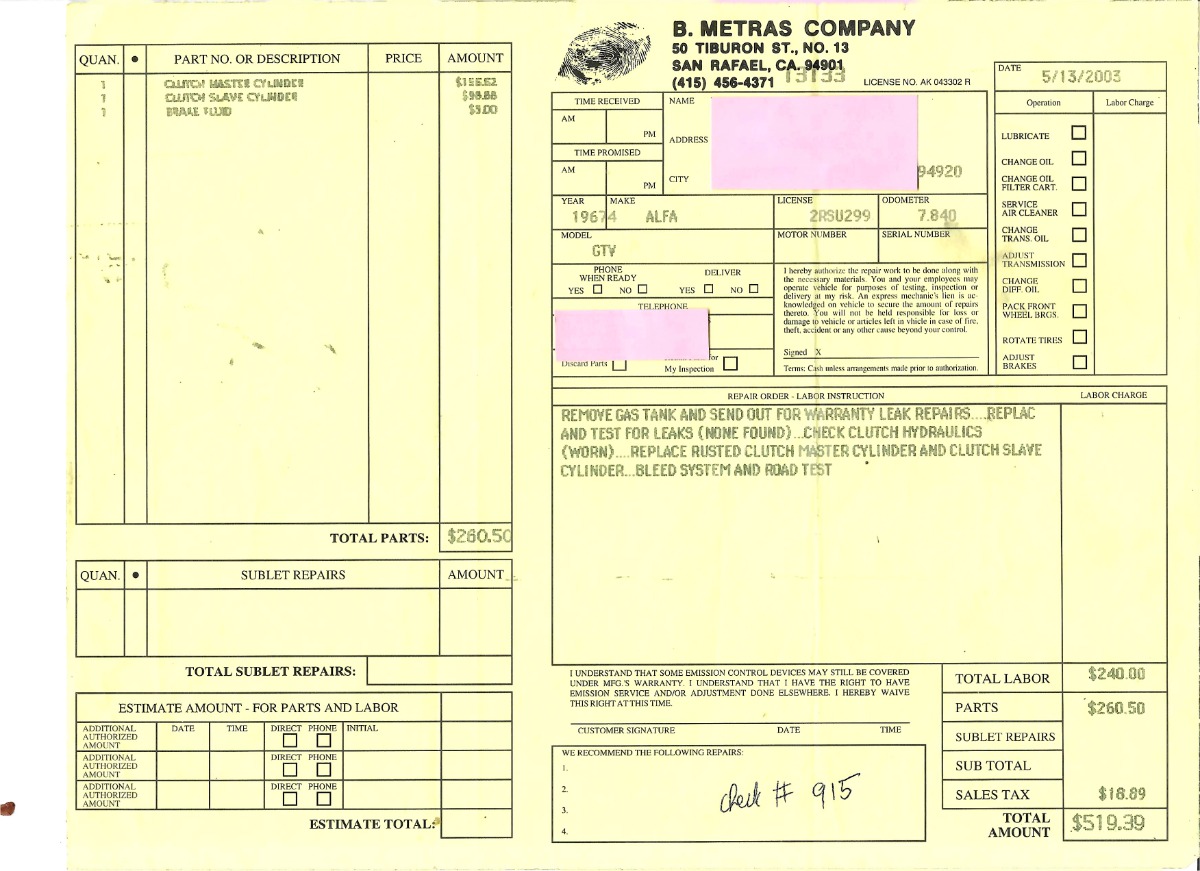 B. METRAS COMPANY
50 TIBURON ST., NO. 13
SAN RAFAEL, CA. 94901
(415) 456-4371 13133 LICENSE NO. AK 043302 R
QUAN. • PART NO. OR DESCRIPTION PRICE AMOUNT
1 CLUTCH MASTER CYLINDER
1 CLUTCH SLAVE CYLINDER
1 BRAKE FLUID
TOTAL PARTS: $260.50
QUAN. • SUBLET REPAIRS AMOUNT
TOTAL SUBLET REPAIRS:
ESTIMATE AMOUNT - FOR PARTS AND LABOR
ADDITIONAL AUTHORIZED AMOUNT DATE TIME DIRECT PHONE INITIAL
ADDITIONAL AUTHORIZED AMOUNT DIRECT PHONE
ADDITIONAL AUTHORIZED AMOUNT DIRECT PHONE
ESTIMATE TOTAL:
TIME RECEIVED
AM
PM
TIME PROMISED
AM
PM
NAME
ADDRESS
CITY 94920
DATE 5/13/2003
YEAR MAKE LICENSE ODOMETER
19674 ALFA 2RSU299 7.840
MODEL MOTOR NUMBER SERIAL NUMBER
GTV
PHONE WHEN READY DELIVER
YES NO YES NO
TELEPHONE
Discard Parts
for
My Inspection
I hereby authorize the repair work to be done along with
the necessary materials. You and your employees may
operate vehicle for purposes of testing, inspection or
delivery at my risk. An express mechanic's lien is ac-
knowledged on vehicle to secure the amount of repairs
thereto. You will not be held responsible for loss or
damage to vehicle or articles left in vhicle in case of fire,
theft, accident or any other cause beyond your control.
Signed X
Terms: Cash unless arrangements made prior to authorization.
Operation Labor Charge
LUBRICATE
CHANGE OIL
CHANGE OIL
FILTER CART.
SERVICE
AIR CLEANER
CHANGE
TRANS. OIL
ADJUST
TRANSMISSION
CHANGE
DIFF. OIL
PACK FRONT
WHEEL BRGS.
ROTATE TIRES
ADJUST
BRAKES
REPAIR ORDER - LABOR INSTRUCTION LABOR CHARGE
REMOVE GAS TANK AND SEND OUT FOR WARRANTY LEAK REPAIRS....REPLAC
AND TEST FOR LEAKS (NONE FOUND)...CHECK CLUTCH HYDRAULICS
(WORN)....REPLACE RUSTED CLUTCH MASTER CYLINDER AND CLUTCH SLAVE
CYLINDER...BLEED SYSTEM AND ROAD TEST
I UNDERSTAND THAT SOME EMISSION CONTROL DEVICES MAY STILL BE COVERED
UNDER MFG.'S WARRANTY. I UNDERSTAND THAT I HAVE THE RIGHT TO HAVE
EMISSION SERVICE AND/OR ADJUSTMENT DONE ELSEWHERE. I HEREBY WAIVE
THIS RIGHT AT THIS TIME.
CUSTOMER SIGNATURE DATE TIME
WE RECOMMEND THE FOLLOWING REPAIRS:
1.
2.
3.
4.
check # 915
TOTAL LABOR $240.00
PARTS $260.50
SUBLET REPAIRS
SUB TOTAL
SALES TAX $18.89
TOTAL AMOUNT $519.39